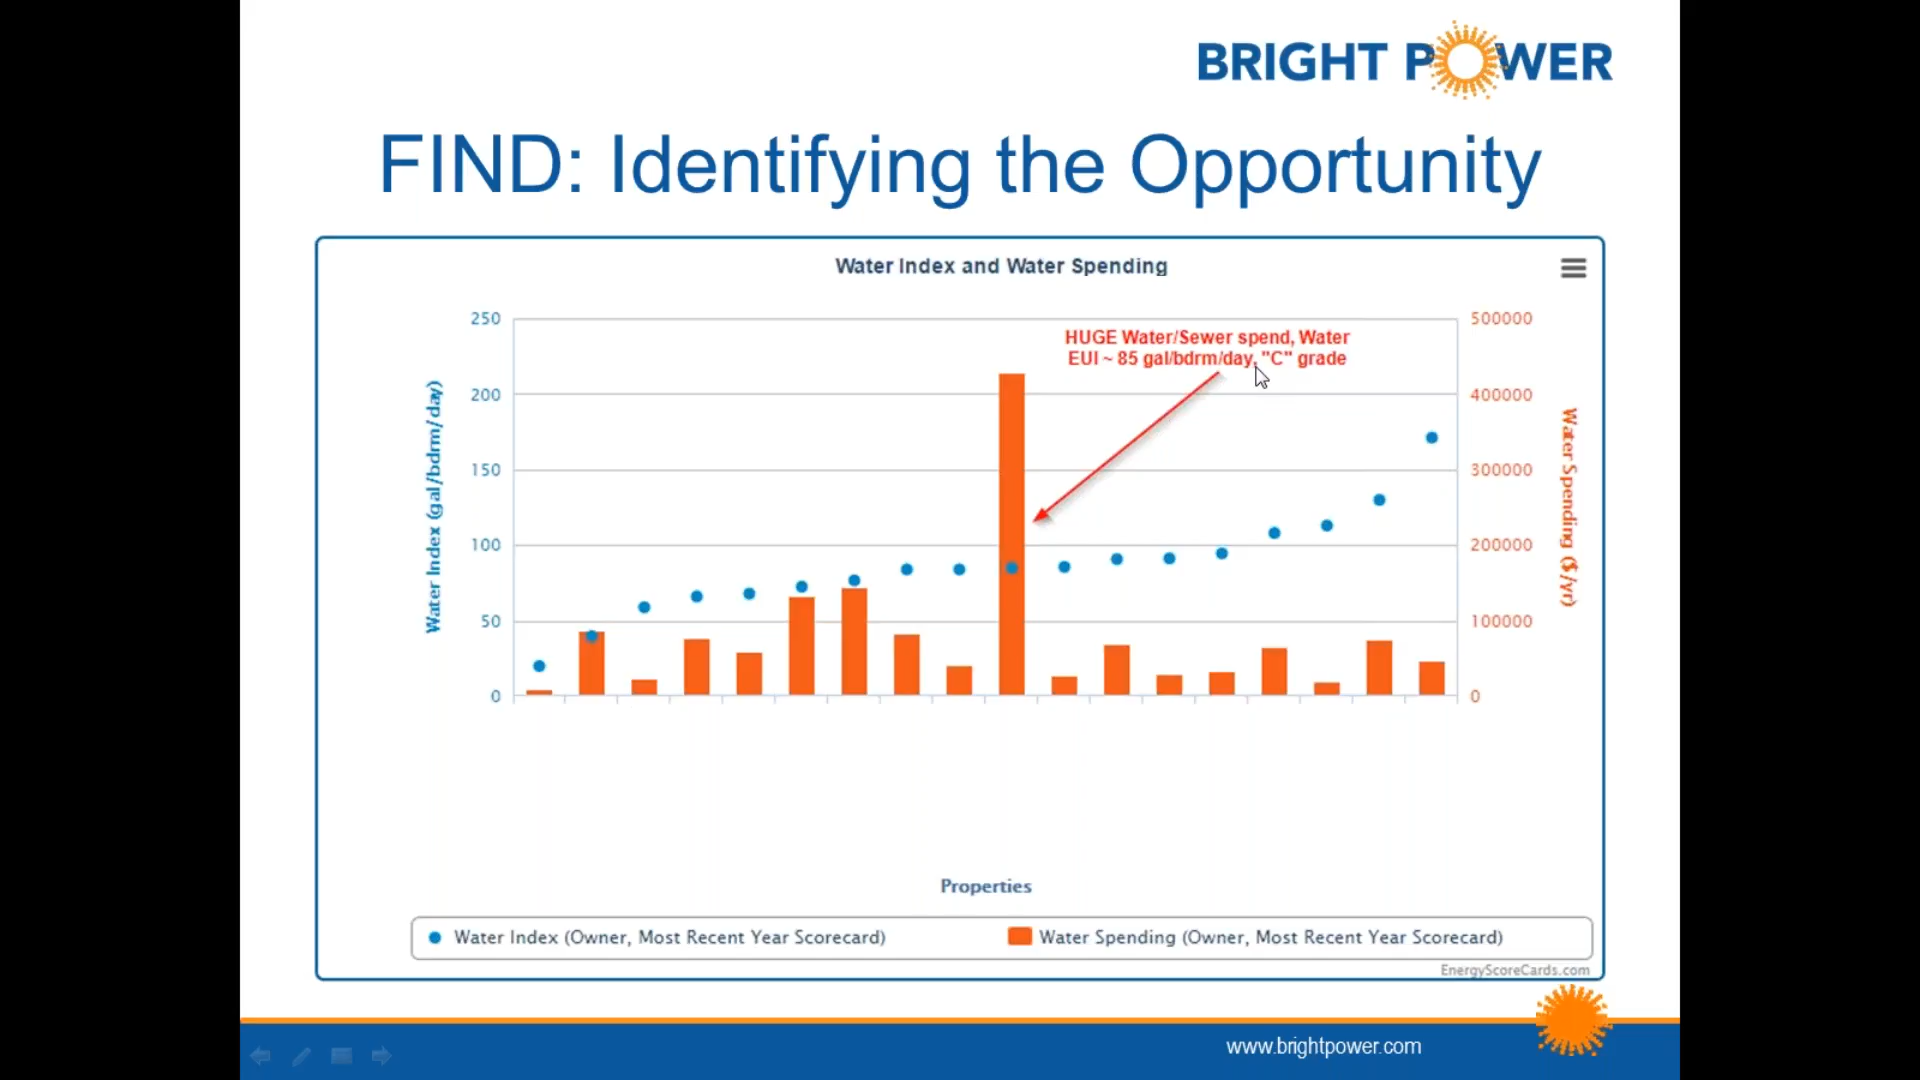 BRIGHT POWER
FIND: Identifying the Opportunity
Water Index and Water Spending
250
200
150
100
50
0
Water Index (gal/bdrm/day)
HUGE Water/Sewer spend, Water
EUI ~ 85 gal/bdrm/day, "C" grade
500000
400000
300000
200000
100000
0
Water Spending ($/yr)
Properties
Water Index (Owner, Most Recent Year Scorecard)
Water Spending (Owner, Most Recent Year Scorecard)
EnergyScoreCards.com
www.brightpower.com